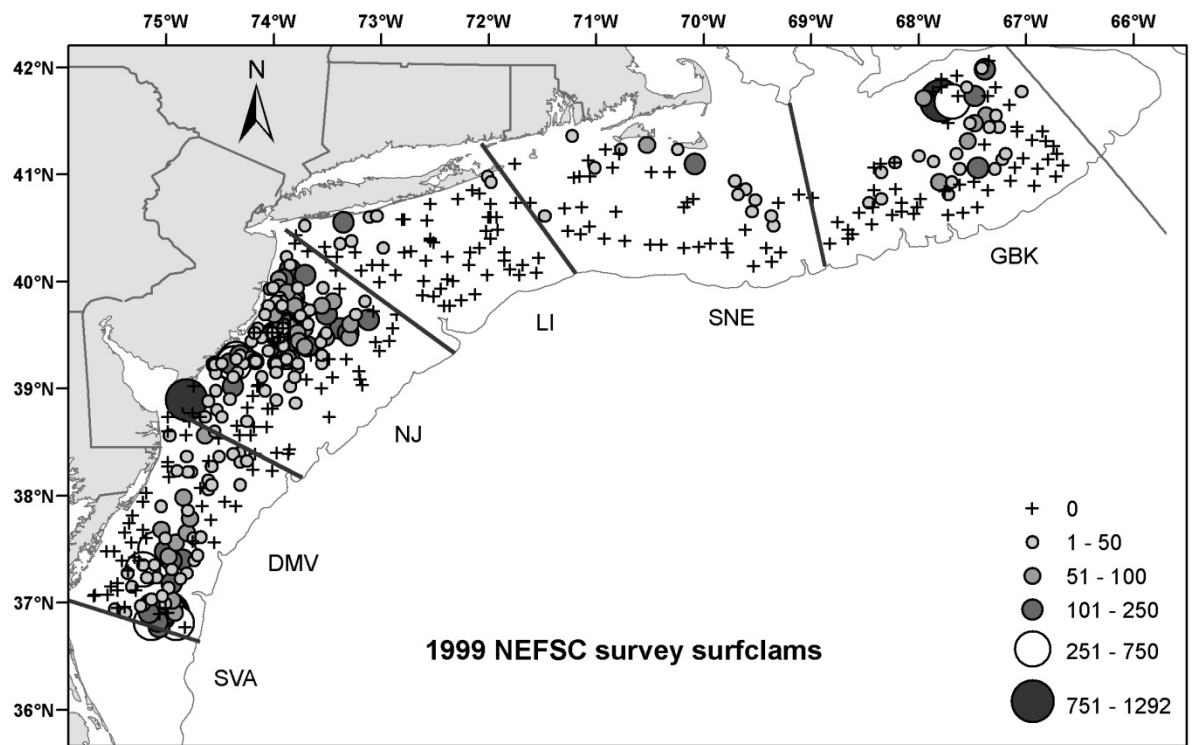 75°W 74°W 73°W 72°W 71°W 70°W 69°W 68°W 67°W 66°W
42°N
N
41°N
GBK
40°N
LI
SNE
39°N
NJ
38°N
0
1 - 50
DMV
51 - 100
37°N
101 - 250
1999 NEFSC survey surfclams
251 - 750
SVA
751 - 1292
36°N